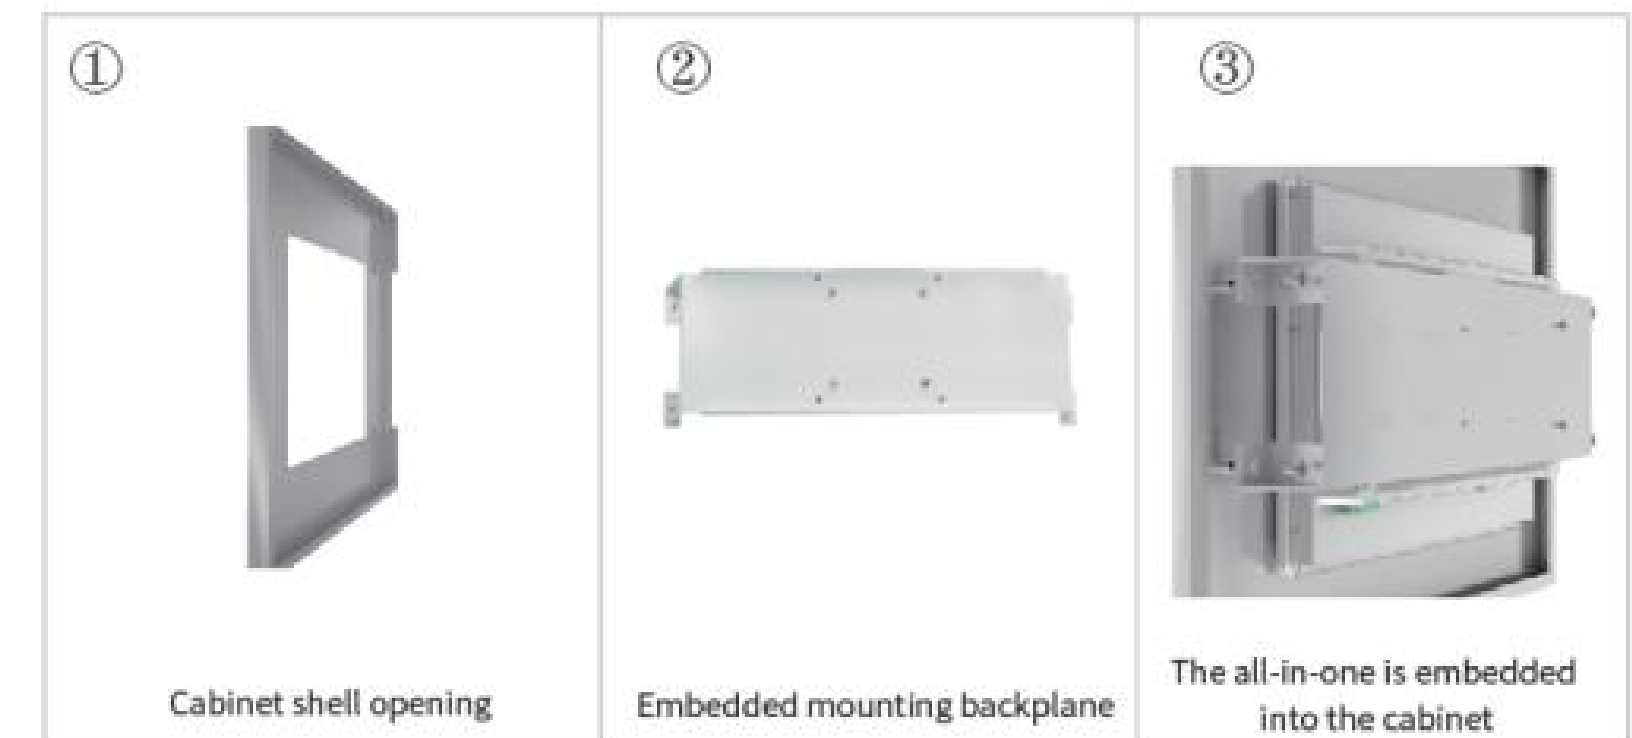 ①
②
③
Cabinet shell opening
Embedded mounting backplane
The all-in-one is embedded
into the cabinet